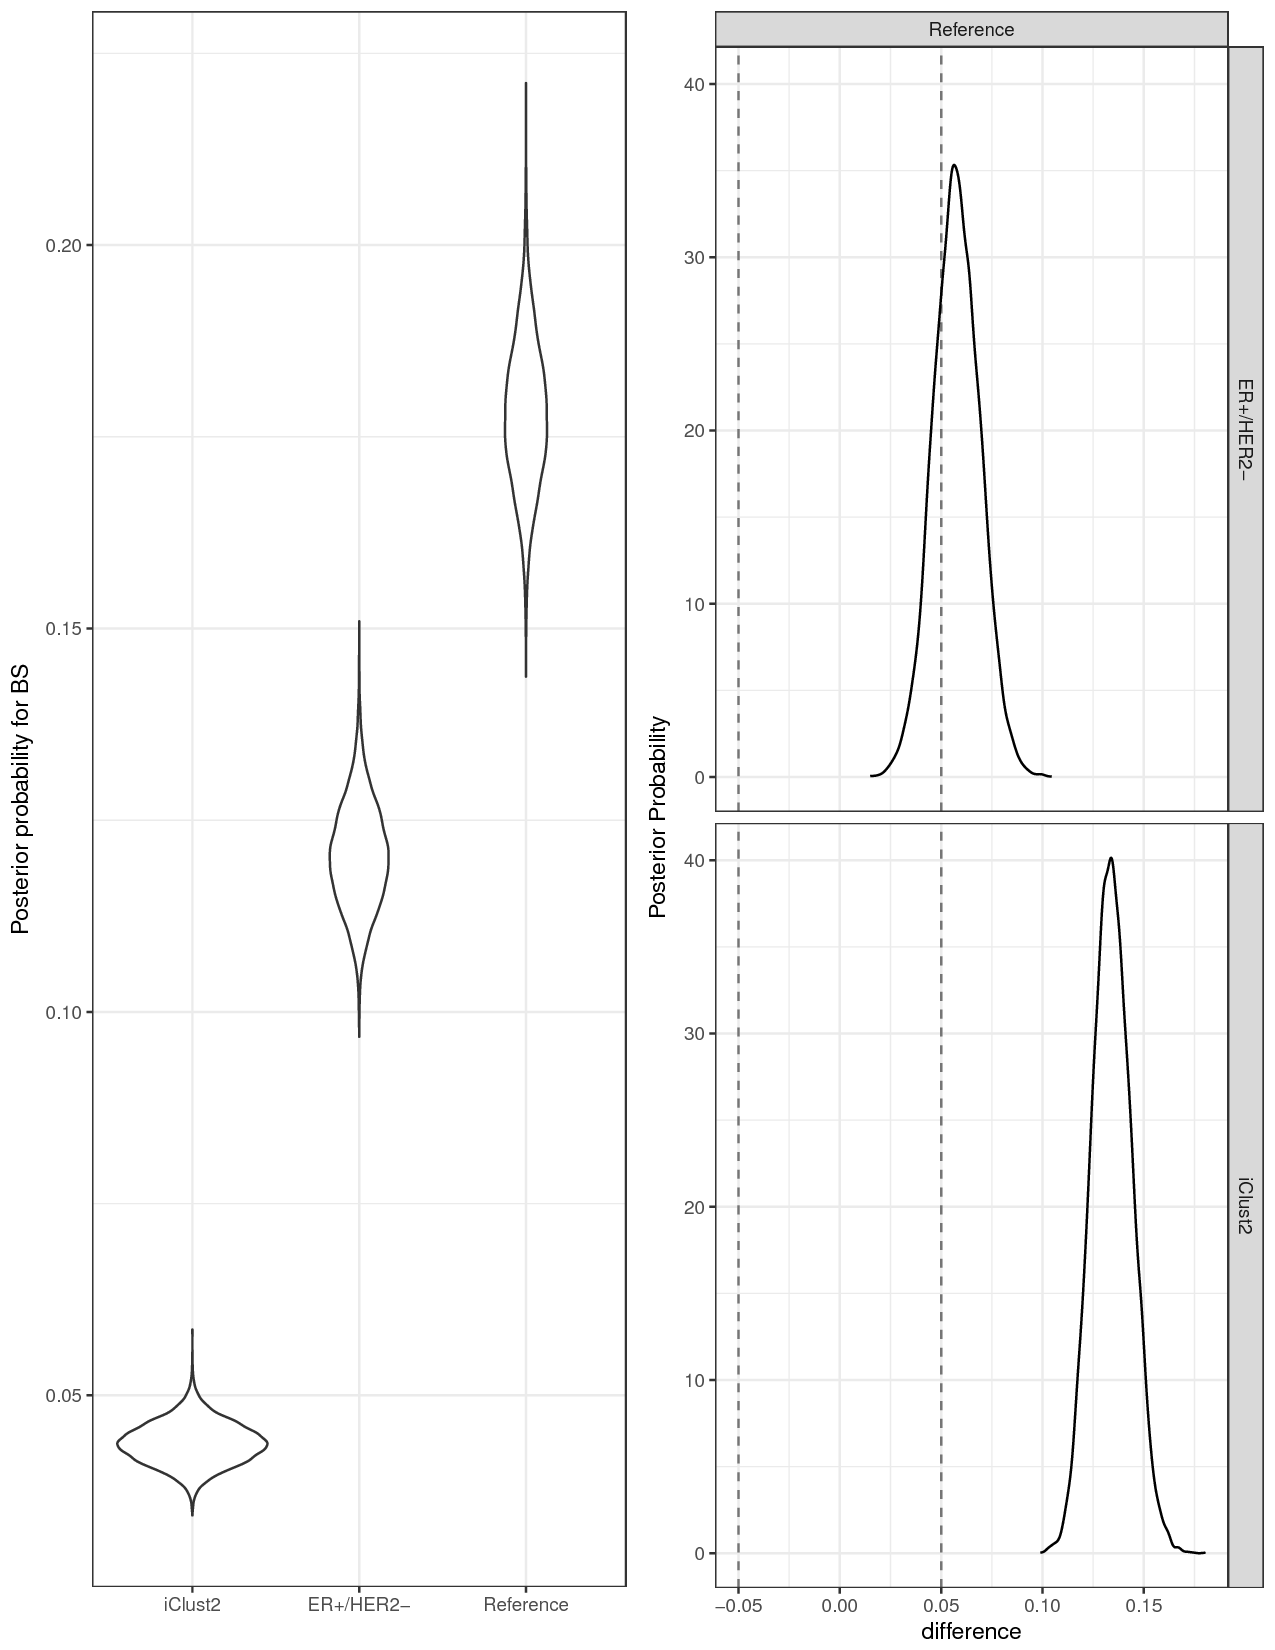 Posterior probability for BS
0.20
0.15
0.10
0.05
iClust2
ER+/HER2−
Reference
Reference
Posterior Probability
40
30
20
10
0
ER+/HER2−
40
30
20
10
0
iClust2
−0.05
0.00
0.05
0.10
0.15
difference